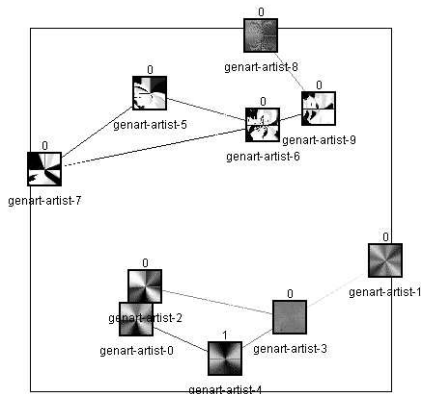 0
genart-artist-8
0
genart-artist-5
0
genart-artist-9
0
genart-artist-6
0
genart-artist-7
0
genart-artist-1
0
genart-artist-2
genart-artist-0
0
genart-artist-3
1
genart-artist-4